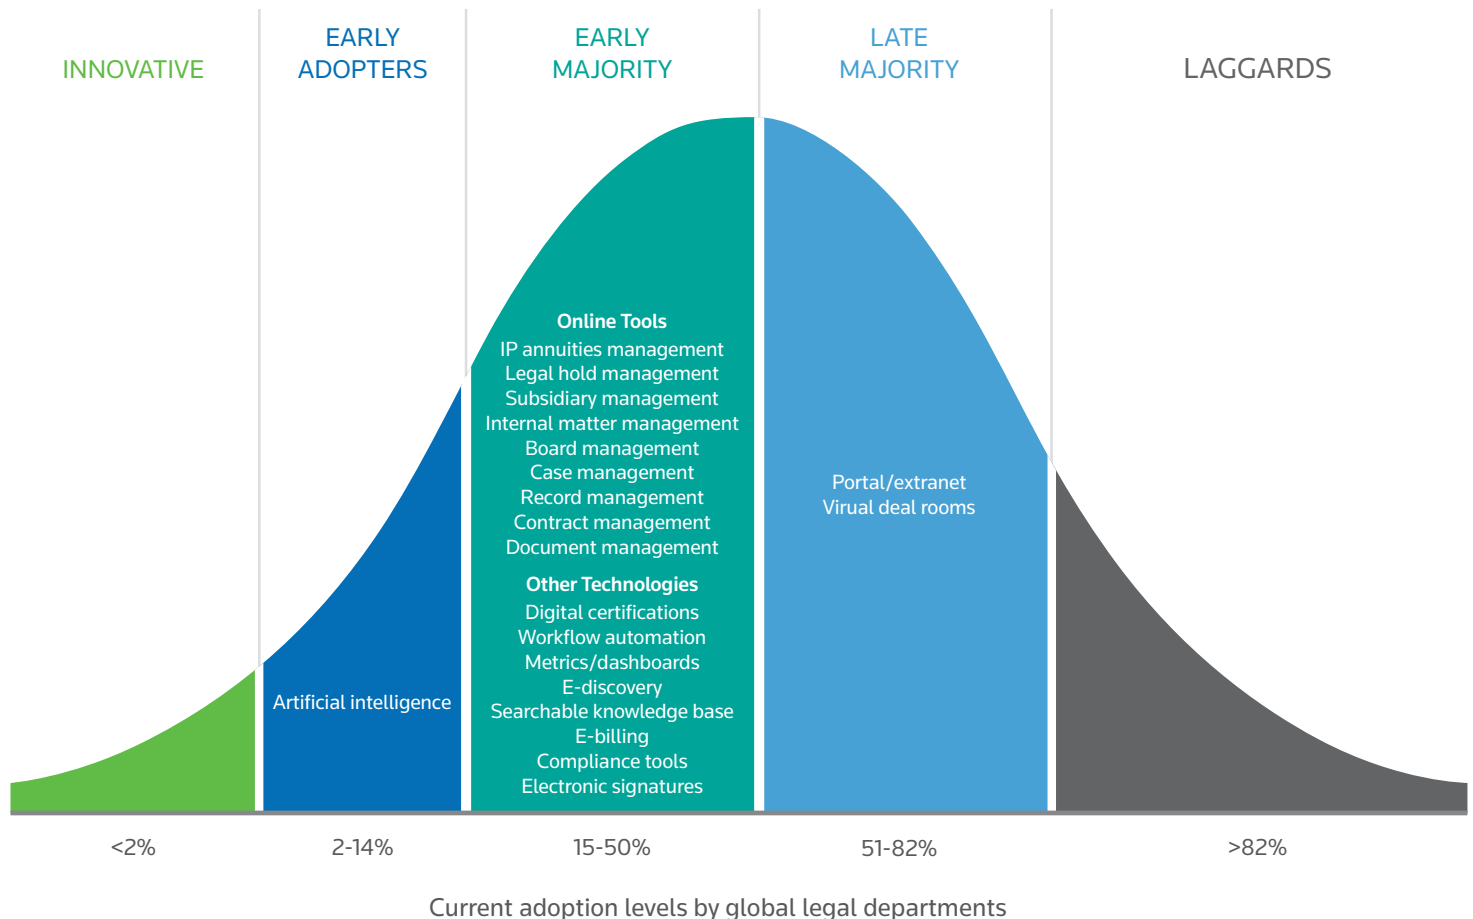 INNOVATIVE
EARLY
ADOPTERS
EARLY
MAJORITY
LATE
MAJORITY
LAGGARDS
Artificial intelligence
Online Tools
IP annuities management
Legal hold management
Subsidiary management
Internal matter management
Board management
Case management
Record management
Contract management
Document management
Other Technologies
Digital certifications
Workflow automation
Metrics/dashboards
E-discovery
Searchable knowledge base
E-billing
Compliance tools
Electronic signatures
Portal/extranet
Virual deal rooms
<2%
2-14%
15-50%
51-82%
>82%
Current adoption levels by global legal departments